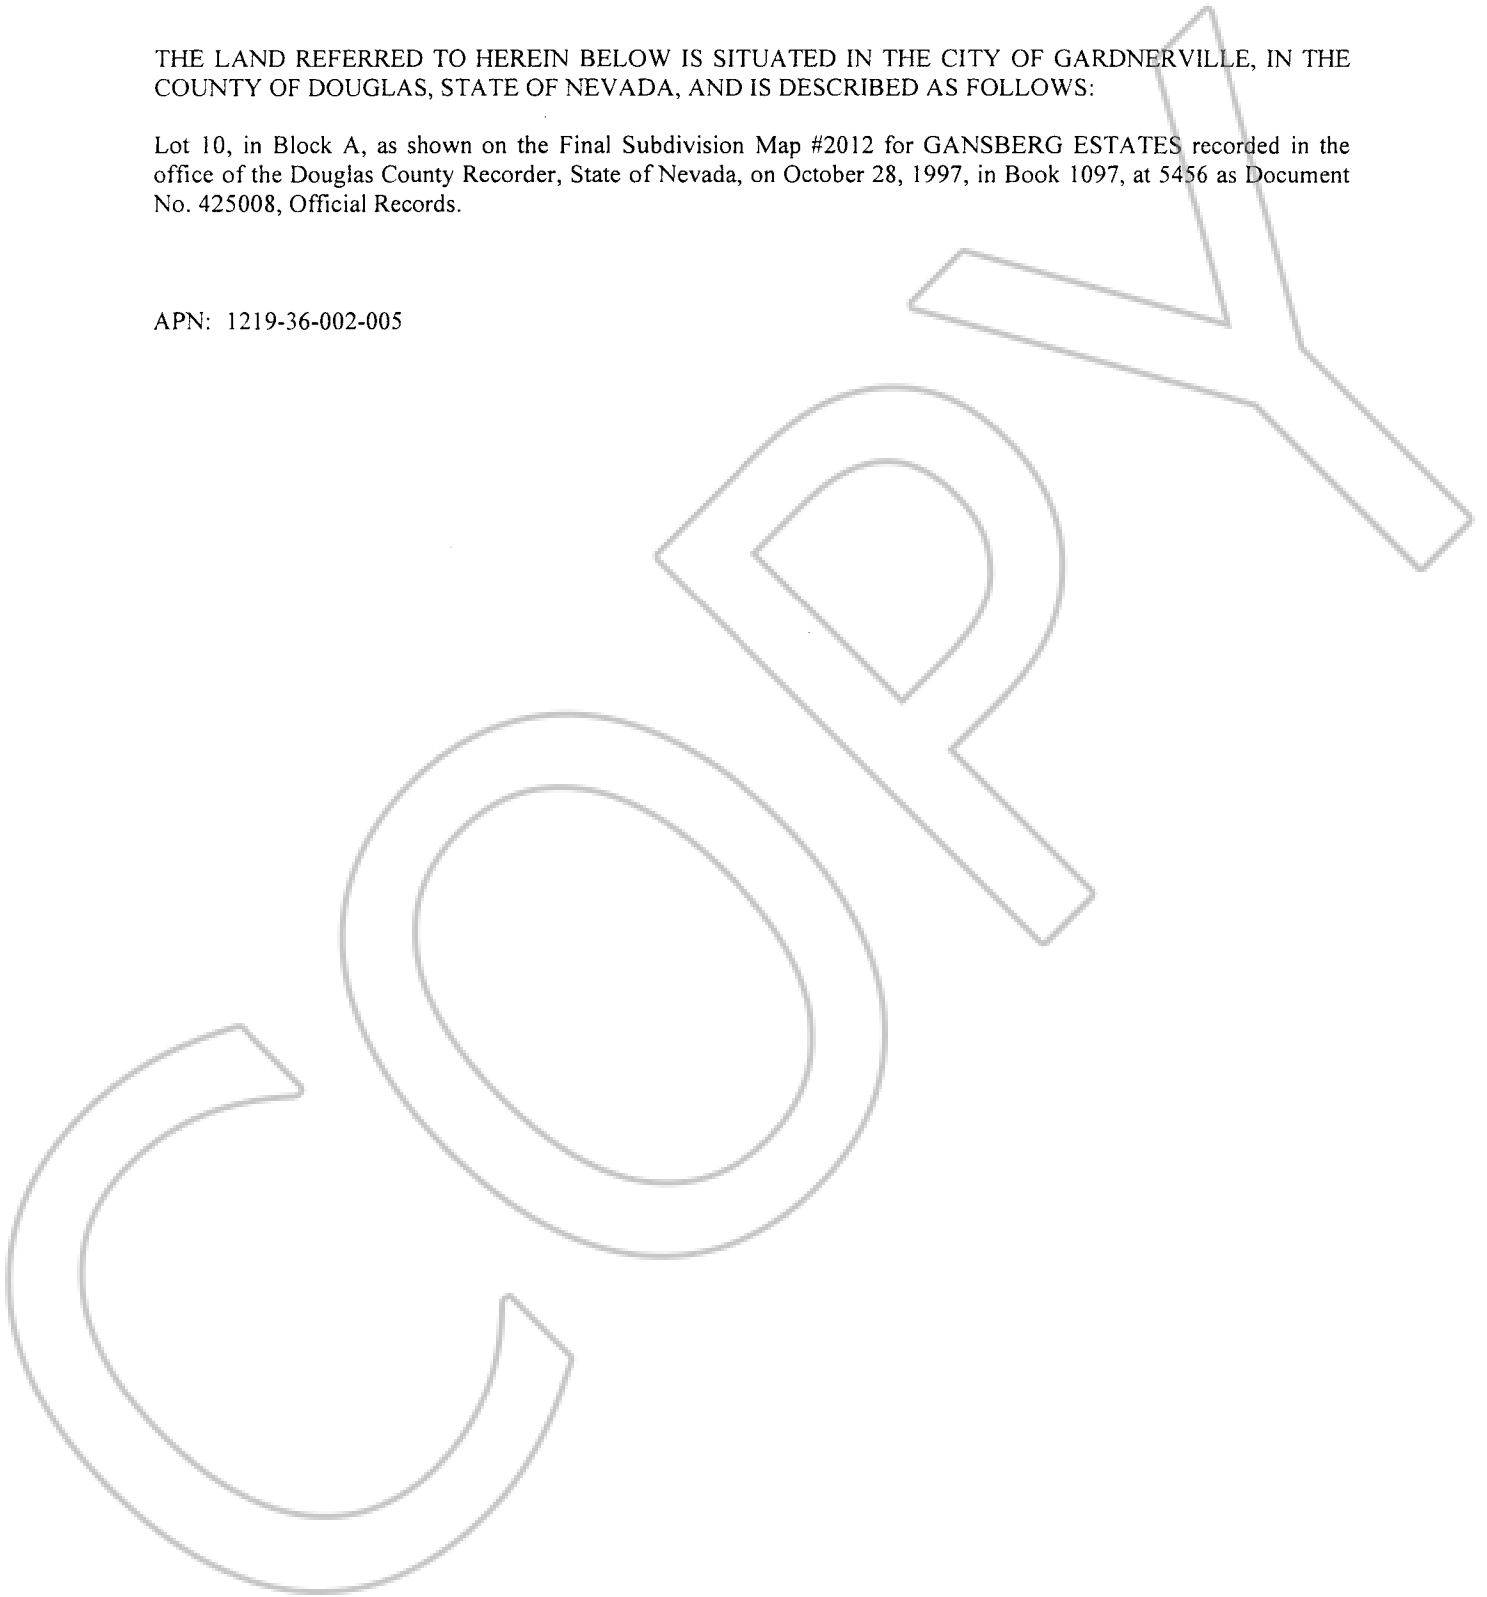 THE LAND REFERRED TO HEREIN BELOW IS SITUATED IN THE CITY OF GARDNERVILLE, IN THE
COUNTY OF DOUGLAS, STATE OF NEVADA, AND IS DESCRIBED AS FOLLOWS:
Lot 10, in Block A, as shown on the Final Subdivision Map #2012 for GANSBERG ESTATES recorded in the
office of the Douglas County Recorder, State of Nevada, on October 28, 1997, in Book 1097, at 5456 as Document
No. 425008, Official Records.
APN: 1219-36-002-005
COPY